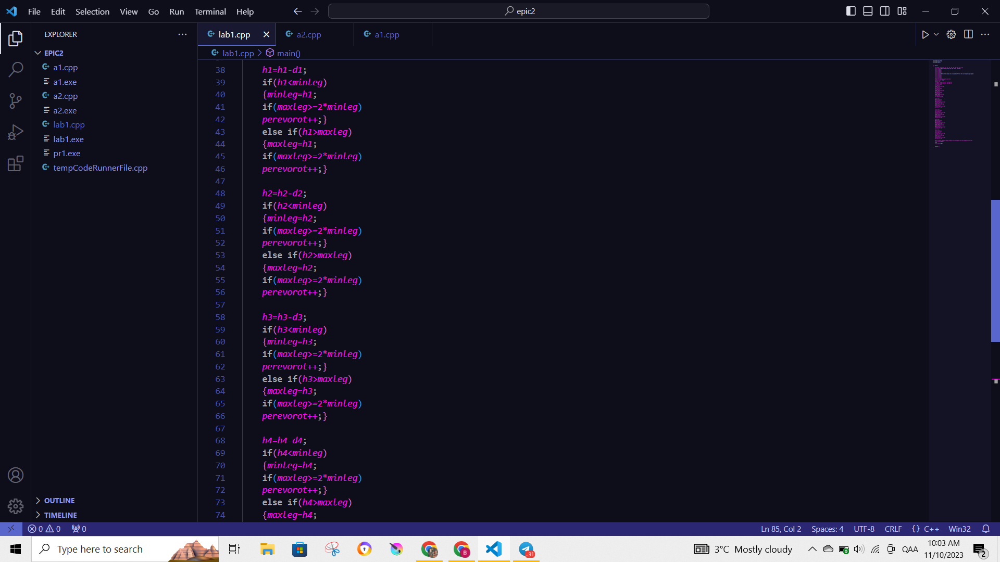 File Edit Selection View Go Run Terminal Help
epic2
EXPLORER
EPIC2
a1.cpp
a1.exe
a2.cpp
a2.exe
lab1.cpp
lab1.exe
pr1.exe
tempCodeRunnerFile.cpp
OUTLINE
TIMELINE
lab1.cpp a2.cpp a1.cpp
lab1.cpp > main()
38 h1=h1-d1;
39 if(h1<minleg)
40 {minleg=h1;
41 if(maxleg>=2*minleg)
42 perevorot++;}
43 else if(h1>maxleg)
44 {maxleg=h1;
45 if(maxleg>=2*minleg)
46 perevorot++;}
47
48 h2=h2-d2;
49 if(h2<minleg)
50 {minleg=h2;
51 if(maxleg>=2*minleg)
52 perevorot++;}
53 else if(h2>maxleg)
54 {maxleg=h2;
55 if(maxleg>=2*minleg)
56 perevorot++;}
57
58 h3=h3-d3;
59 if(h3<minleg)
60 {minleg=h3;
61 if(maxleg>=2*minleg)
62 perevorot++;}
63 else if(h3>maxleg)
64 {maxleg=h3;
65 if(maxleg>=2*minleg)
66 perevorot++;}
67
68 h4=h4-d4;
69 if(h4<minleg)
70 {minleg=h4;
71 if(maxleg>=2*minleg)
72 perevorot++;}
73 else if(h4>maxleg)
74 {maxleg=h4;
0 0 0 Ln 85, Col 2 Spaces: 4 UTF-8 CRLF {} C++ Win32
Type here to search
B
..91
3°C Mostly cloudy
QAA
10:03 AM
11/10/2023
2